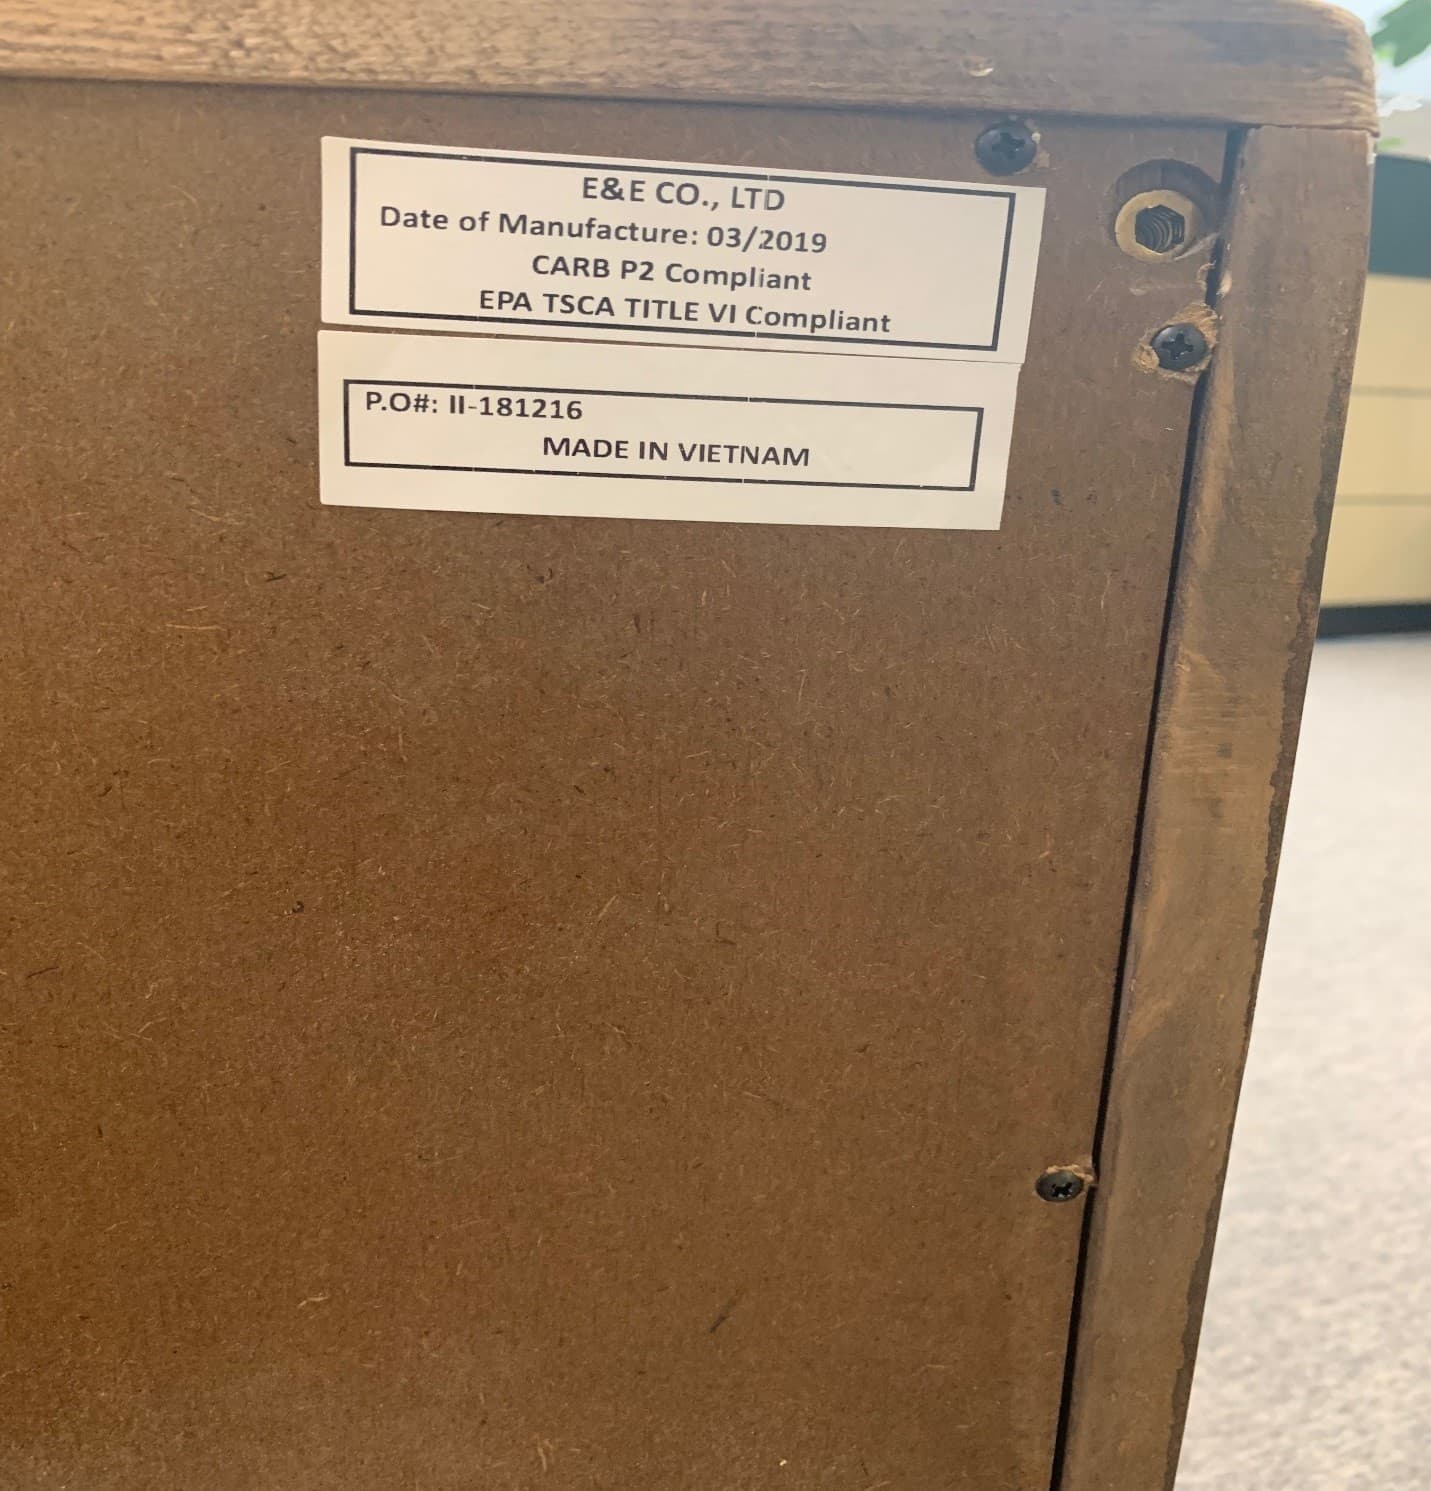 E&E CO., LTD
Date of Manufacture: 03/2019
CARB P2 Compliant
EPA TSCA TITLE VI Compliant
P.O#: II-181216
MADE IN VIETNAM